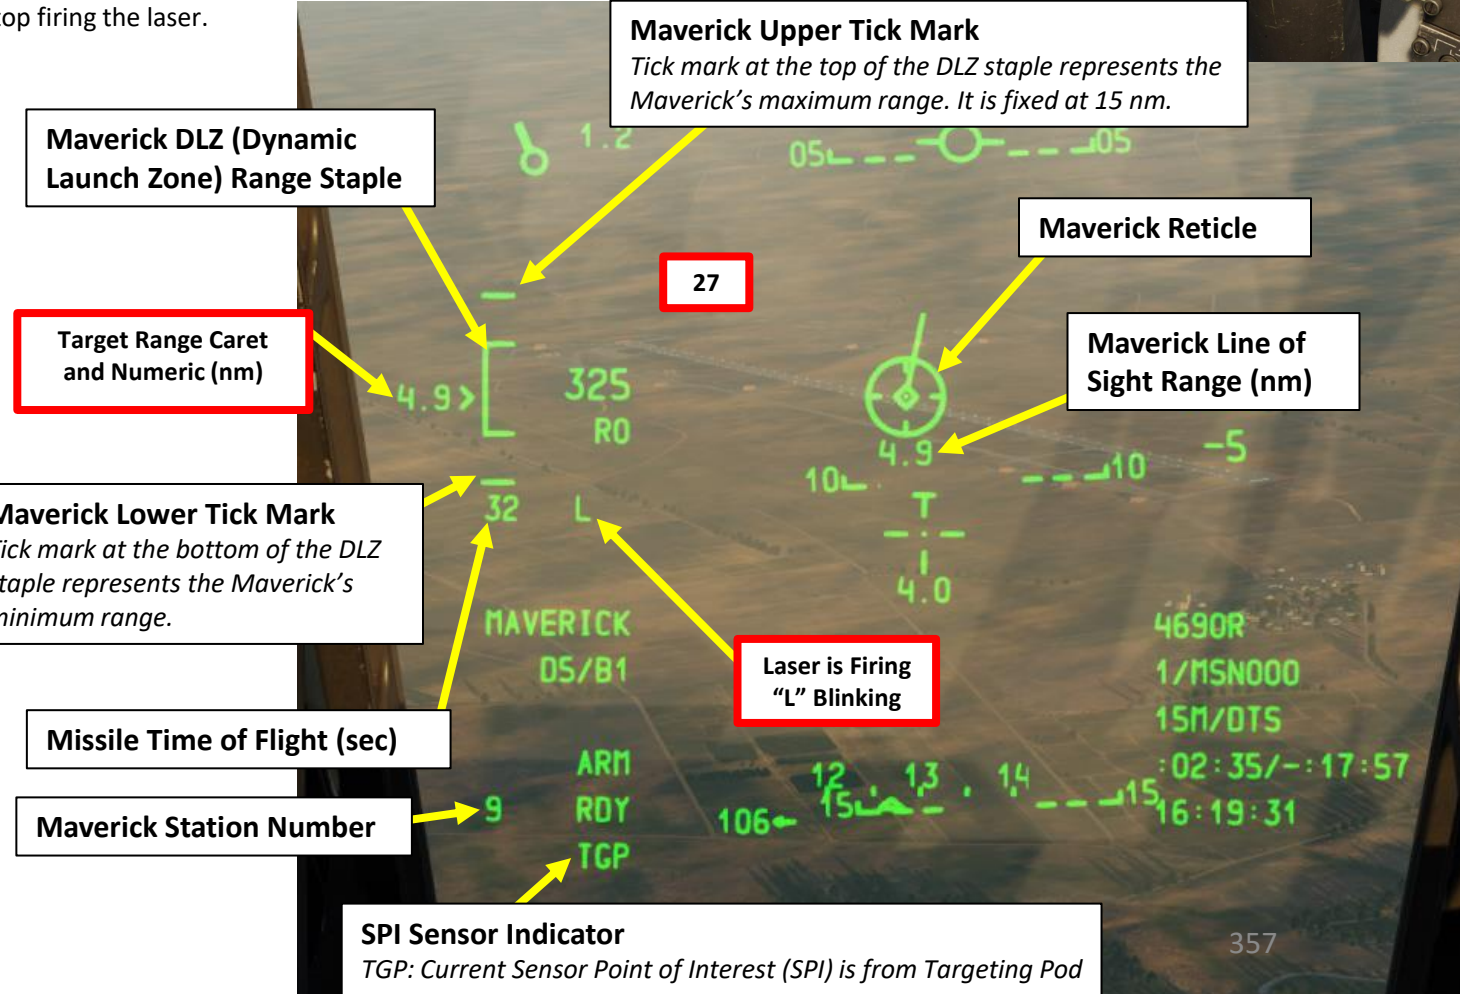 top firing the laser.
Maverick Upper Tick Mark
Tick mark at the top of the DLZ staple represents the
Maverick’s maximum range. It is fixed at 15 nm.
Maverick DLZ (Dynamic
Launch Zone) Range Staple
1.2
05 05
Maverick Reticle
27
Target Range Caret
and Numeric (nm)
Maverick Line of
Sight Range (nm)
4.9>
325
RO
4.9
-5
10 10
Maverick Lower Tick Mark
Tick mark at the bottom of the DLZ
staple represents the Maverick’s
minimum range.
32 L
T
4.0
MAVERICK
D5/B1
Laser is Firing
“L” Blinking
4690R
1/MSN000
15M/DTS
:02:35/-:17:57
16:19:31
Missile Time of Flight (sec)
ARM
9 RDY
TGP
12 13 14
106 15 15
Maverick Station Number
SPI Sensor Indicator
TGP: Current Sensor Point of Interest (SPI) is from Targeting Pod
357